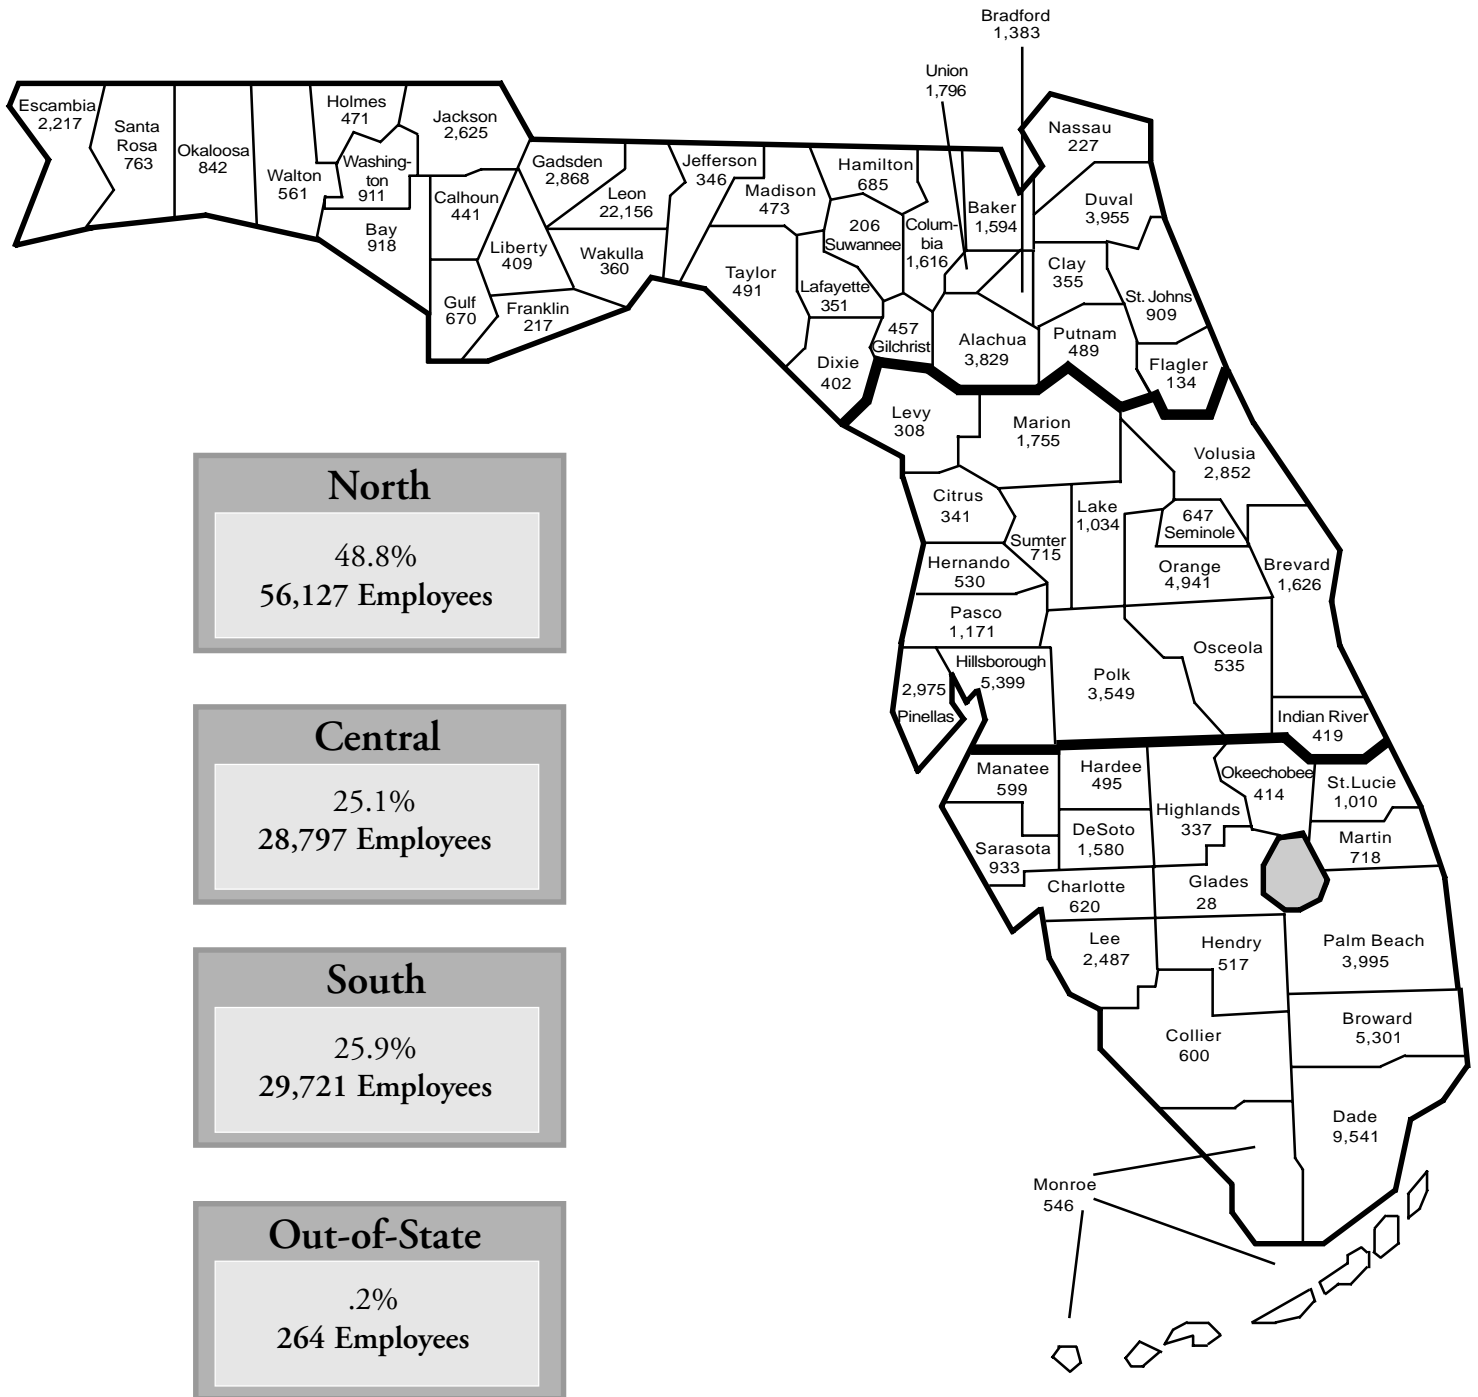 Bradford
1,383
Union
1,796
Escambia
2,217
Santa
Rosa
763
Okaloosa
842
Walton
561
Holmes
471
Washing-
ton
911
Jackson
2,625
Bay
918
Calhoun
441
Gulf
670
Liberty
409
Franklin
217
Gadsden
2,868
Leon
22,156
Wakulla
360
Jefferson
346
Madison
473
Taylor
491
Hamilton
685
206
Suwannee
Lafayette
351
Dixie
402
Colum-
bia
1,616
457
Gilchrist
Baker
1,594
Nassau
227
Duval
3,955
Clay
355
St. Johns
909
Alachua
3,829
Putnam
489
Flagler
134
Levy
308
Marion
1,755
Volusia
2,852
Citrus
341
Sumter
715
Lake
1,034
647
Seminole
Hernando
530
Orange
4,941
Brevard
1,626
Pasco
1,171
Hillsborough
5,399
2,975
Pinellas
Polk
3,549
Osceola
535
Indian River
419
Manatee
599
Hardee
495
Highlands
337
Okeechobee
414
St.Lucie
1,010
Sarasota
933
DeSoto
1,580
Martin
718
Charlotte
620
Glades
28
Lee
2,487
Hendry
517
Palm Beach
3,995
Collier
600
Broward
5,301
Dade
9,541
Monroe
546
North
48.8%
56,127 Employees
Central
25.1%
28,797 Employees
South
25.9%
29,721 Employees
Out-of-State
.2%
264 Employees